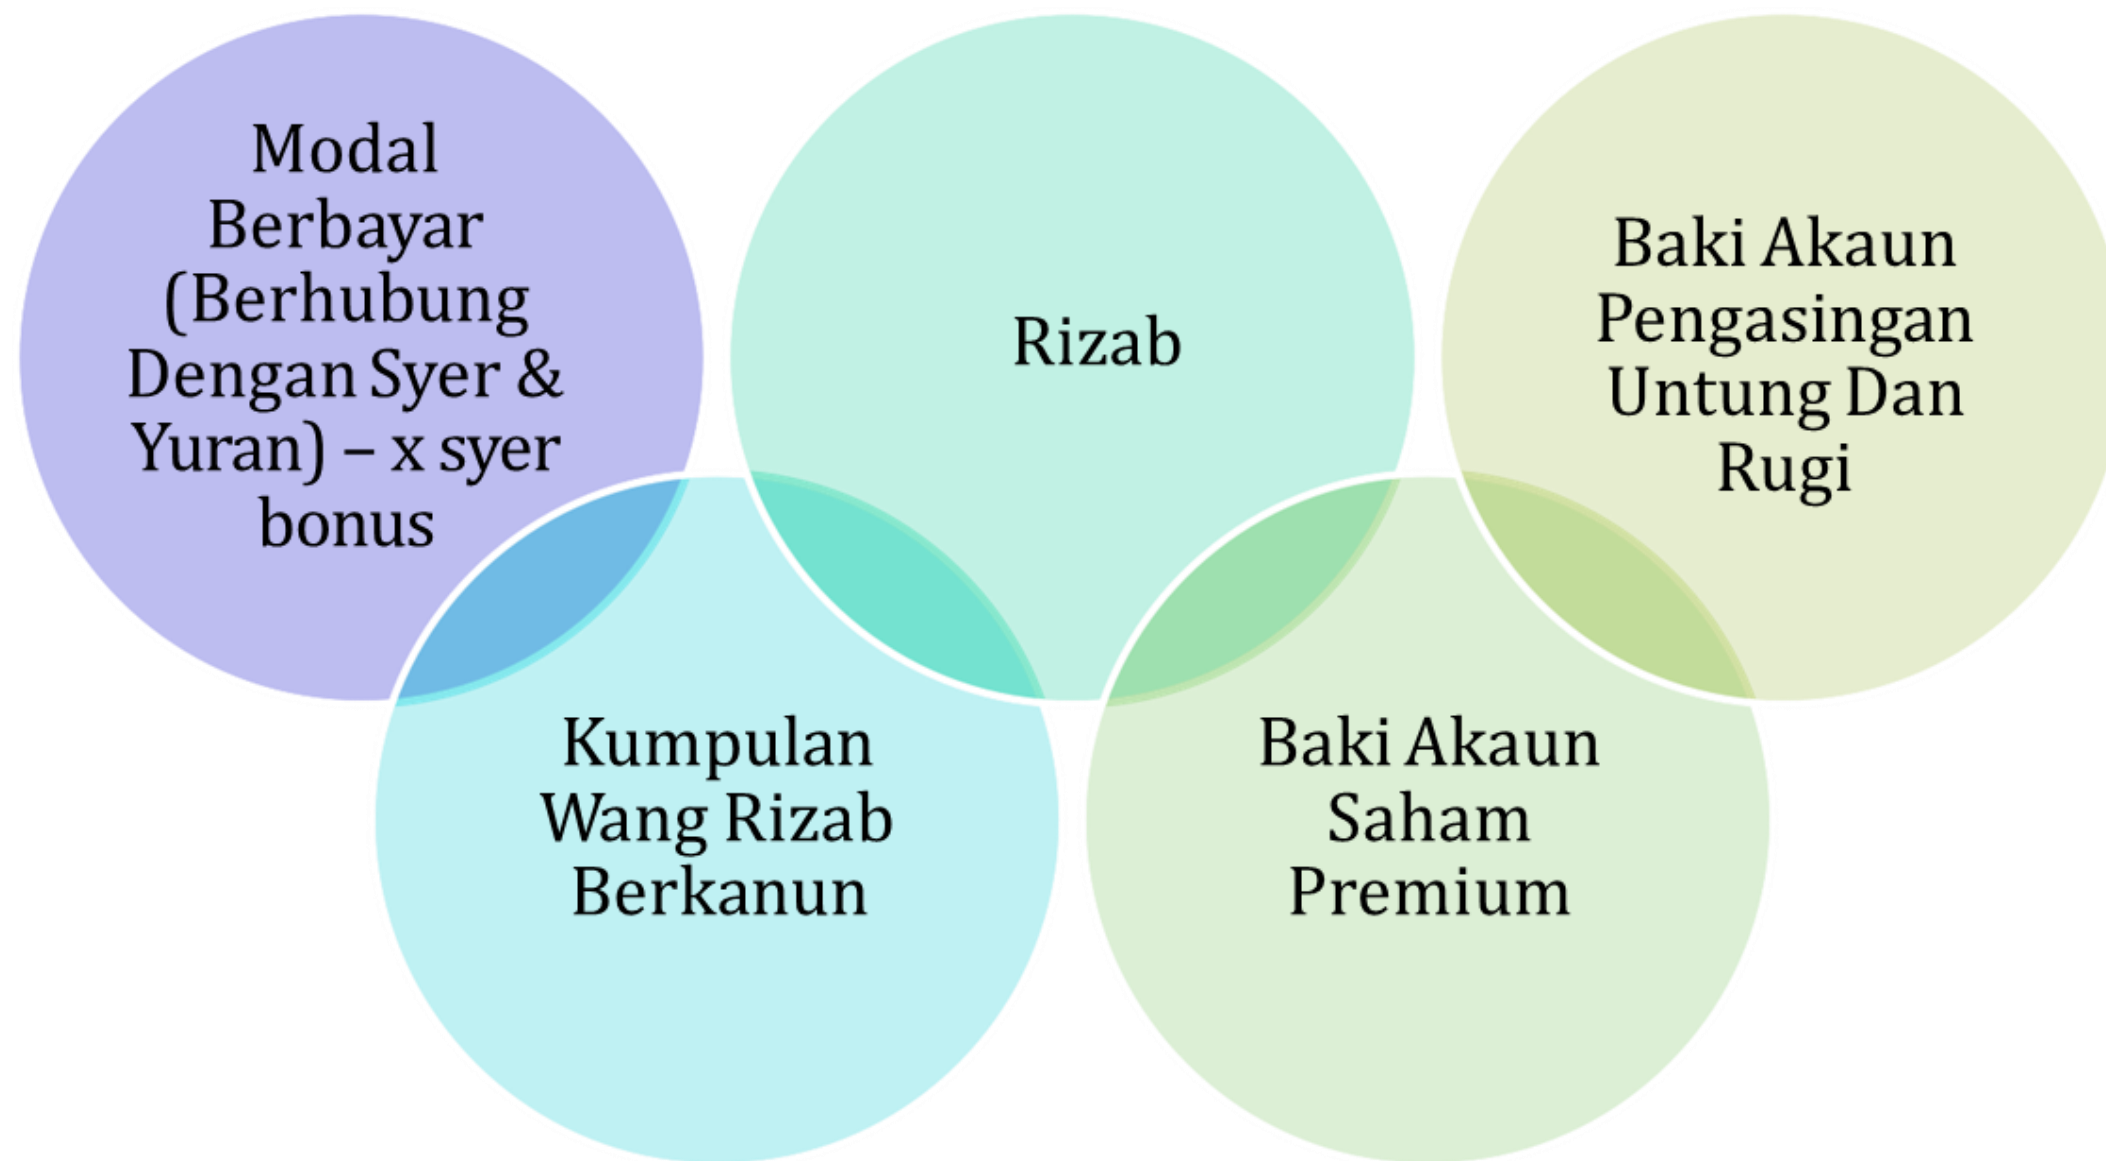 Modal
Berbayar
(Berhubung
Dengan Syer &
Yuran) – x syer
bonus
Kumpulan
Wang Rizab
Berkanun
Rizab
Baki Akaun
Saham
Premium
Baki Akaun
Pengasingan
Untung Dan
Rugi